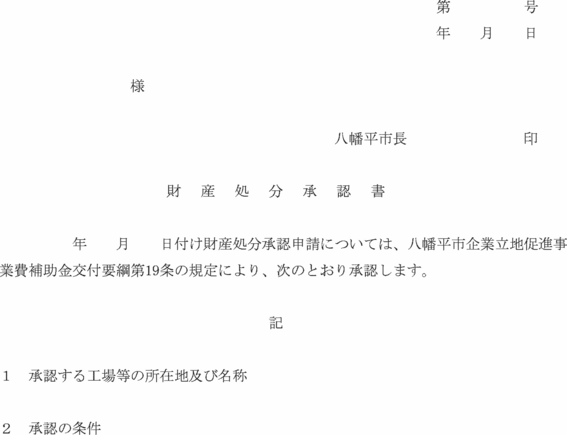 第　　　　　号
年　　月　　日
様
八幡平市長　　　　　　　　印
財　産　処　分　承　認　書
年　　月　　日付け財産処分承認申請については、八幡平市企業立地促進事
業費補助金交付要綱第19条の規定により、次のとおり承認します。
記
１　承認する工場等の所在地及び名称
２　承認の条件